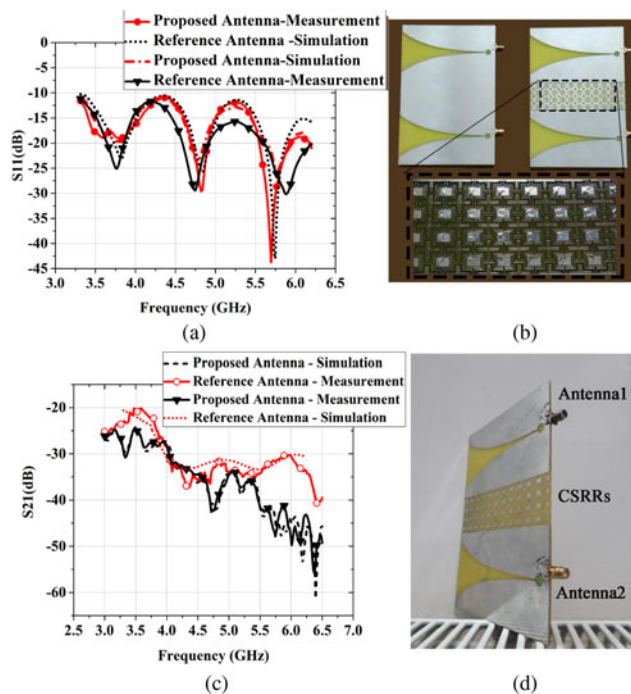 Proposed Antenna-Measurement
Reference Antenna -Simulation
Proposed Antenna-Simulation
Reference Antenna-Measurement
0
-5
-10
-15
-20
-25
-30
-35
-40
-45
S11(dB)
3.0 3.5 4.0 4.5 5.0 5.5 6.0 6.5
Frequency (GHz)
(a)
(b)
Proposed Antenna - Simulation
Reference Antenna - Measurement
Proposed Antenna - Measurement
Reference Antenna - Simulation
-20
-30
-40
-50
-60
S21(dB)
2.5 3.0 3.5 4.0 4.5 5.0 5.5 6.0 6.5 7.0
Frequency (GHz)
(c)
Antenna1
CSRRs
Antenna2
(d)